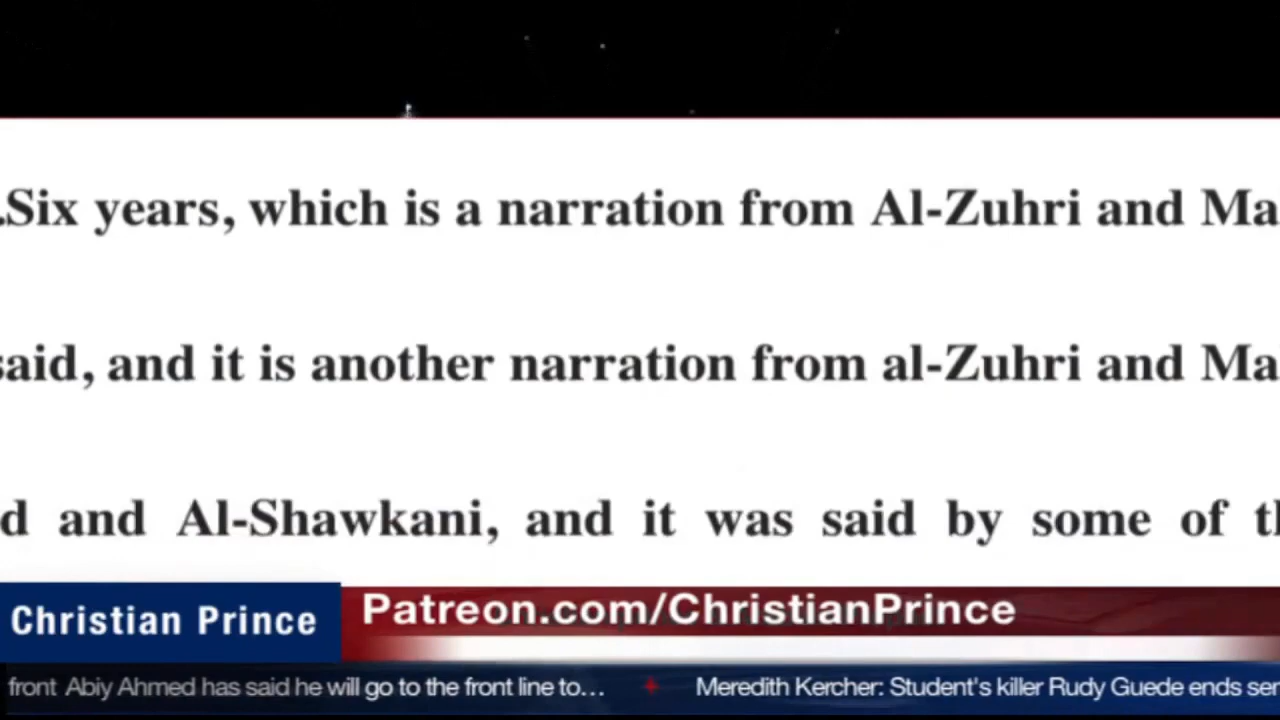 .Six years, which is a narration from Al-Zuhri and Ma
said, and it is another narration from al-Zuhri and Ma
d and Al-Shawkani, and it was said by some of th
Christian Prince
Patreon.com/ChristianPrince
front Abiy Ahmed has said he will go to the front line to... Meredith Kercher: Student's killer Rudy Guede ends sen